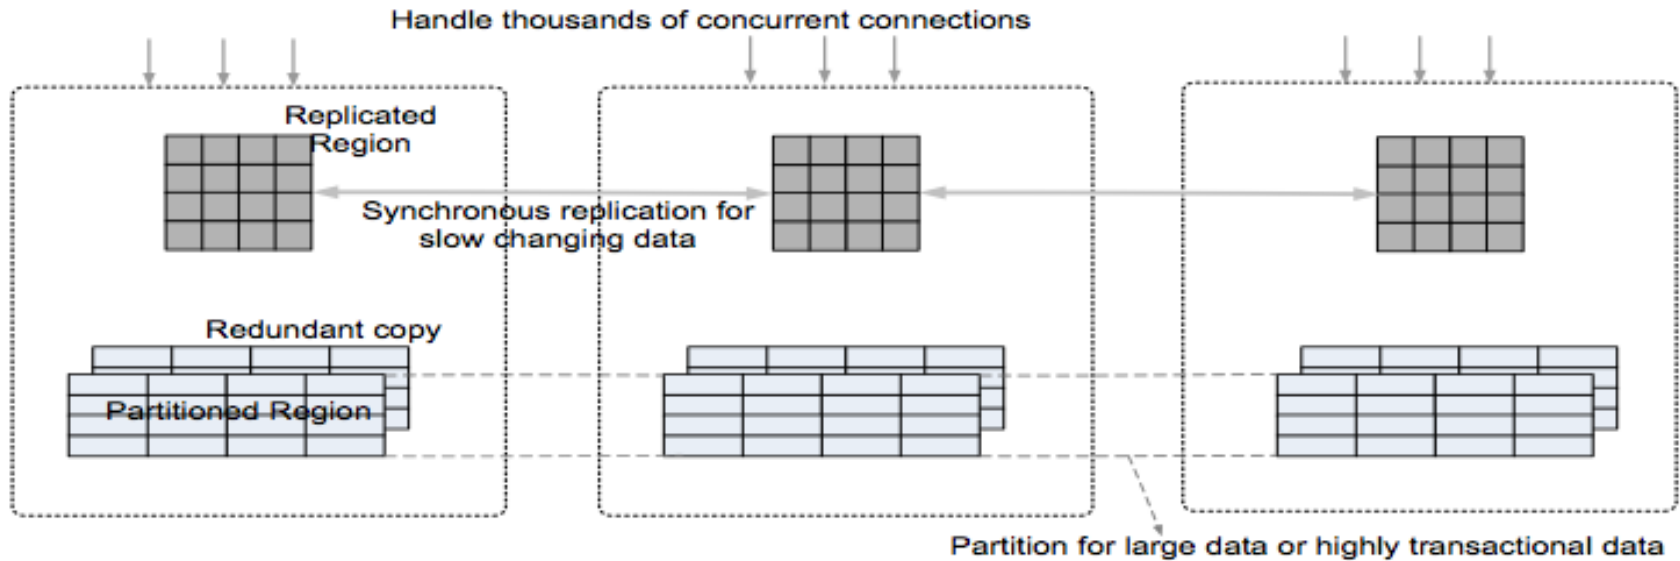 Handle thousands of concurrent connections
Replicated
Region
Synchronous replication for
slow changing data
Redundant copy
Partitioned Region
Partition for large data or highly transactional data